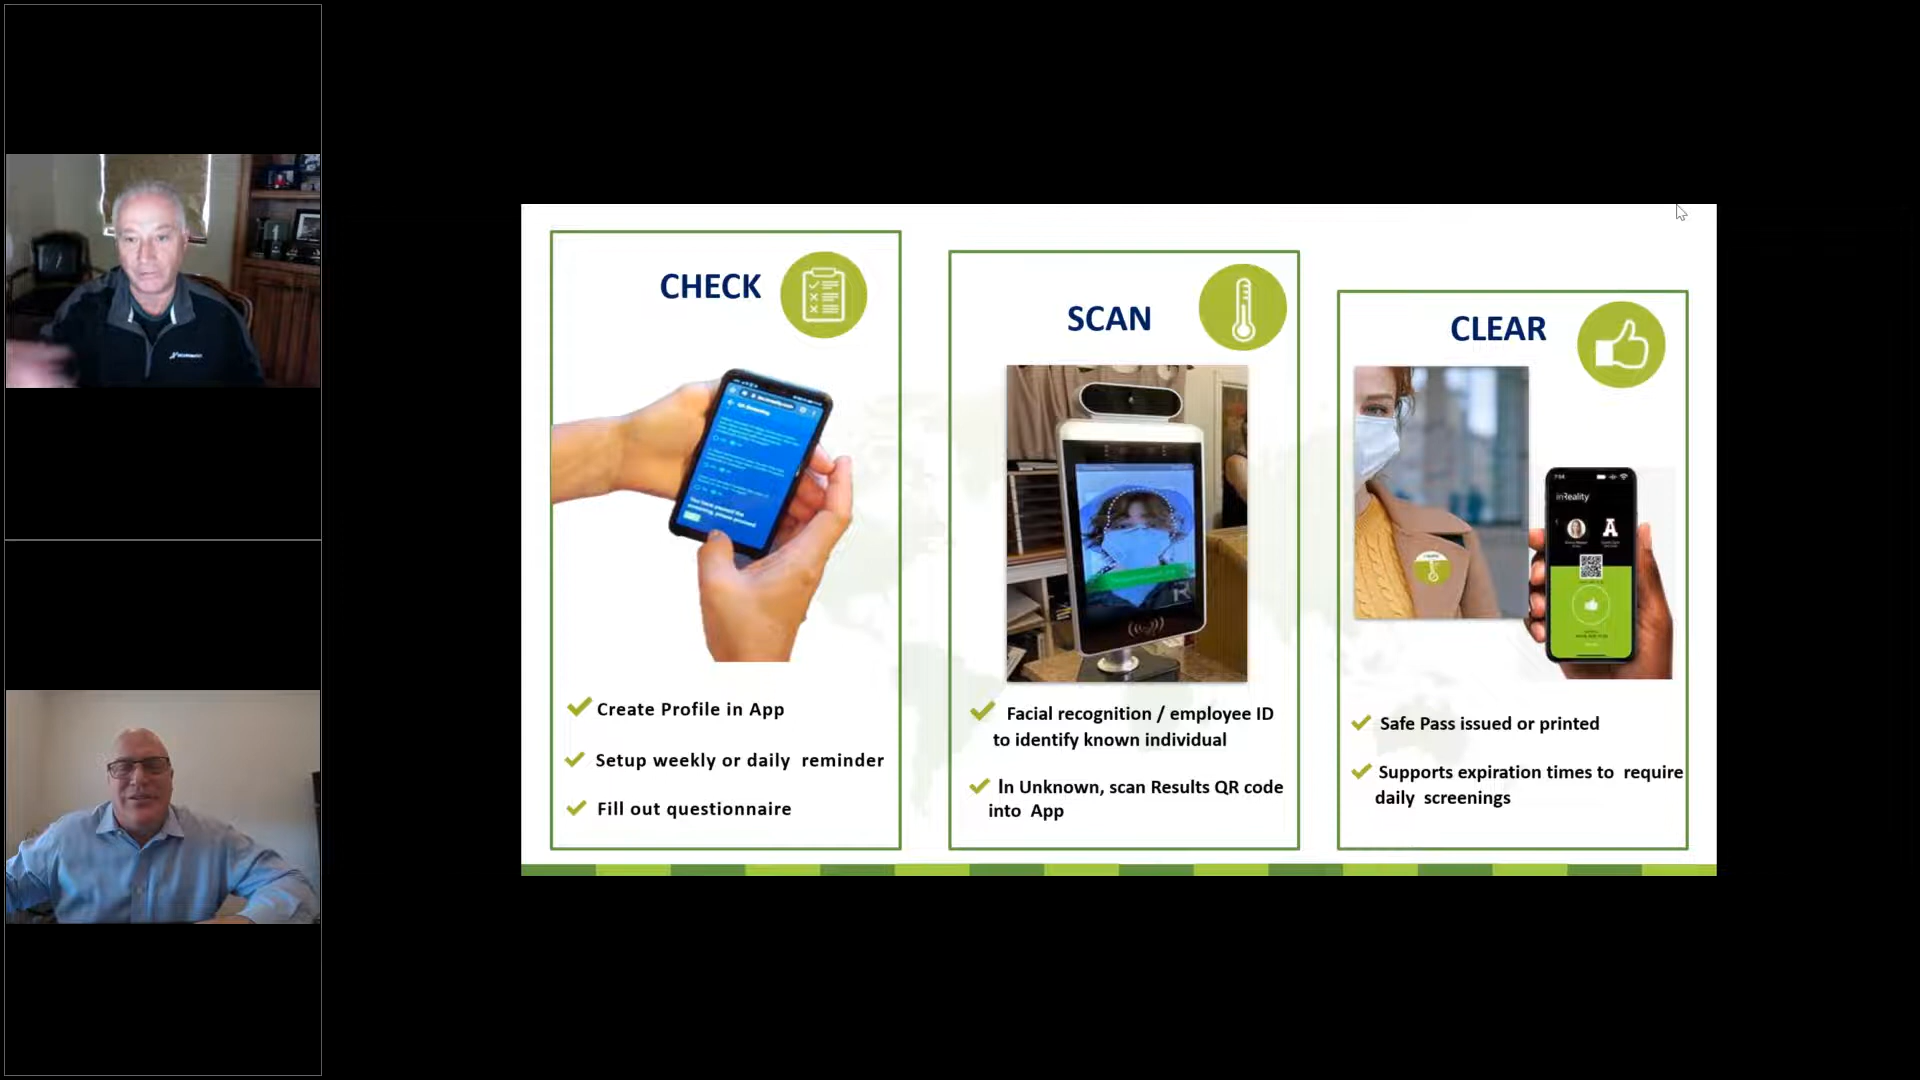 CHECK
Create Profile in App
Setup weekly or daily reminder
Fill out questionnaire
SCAN
Facial recognition / employee ID
to identify known individual
In Unknown, scan Results QR code
into App
CLEAR
inReality
A
Safe Pass issued or printed
Supports expiration times to require
daily screenings